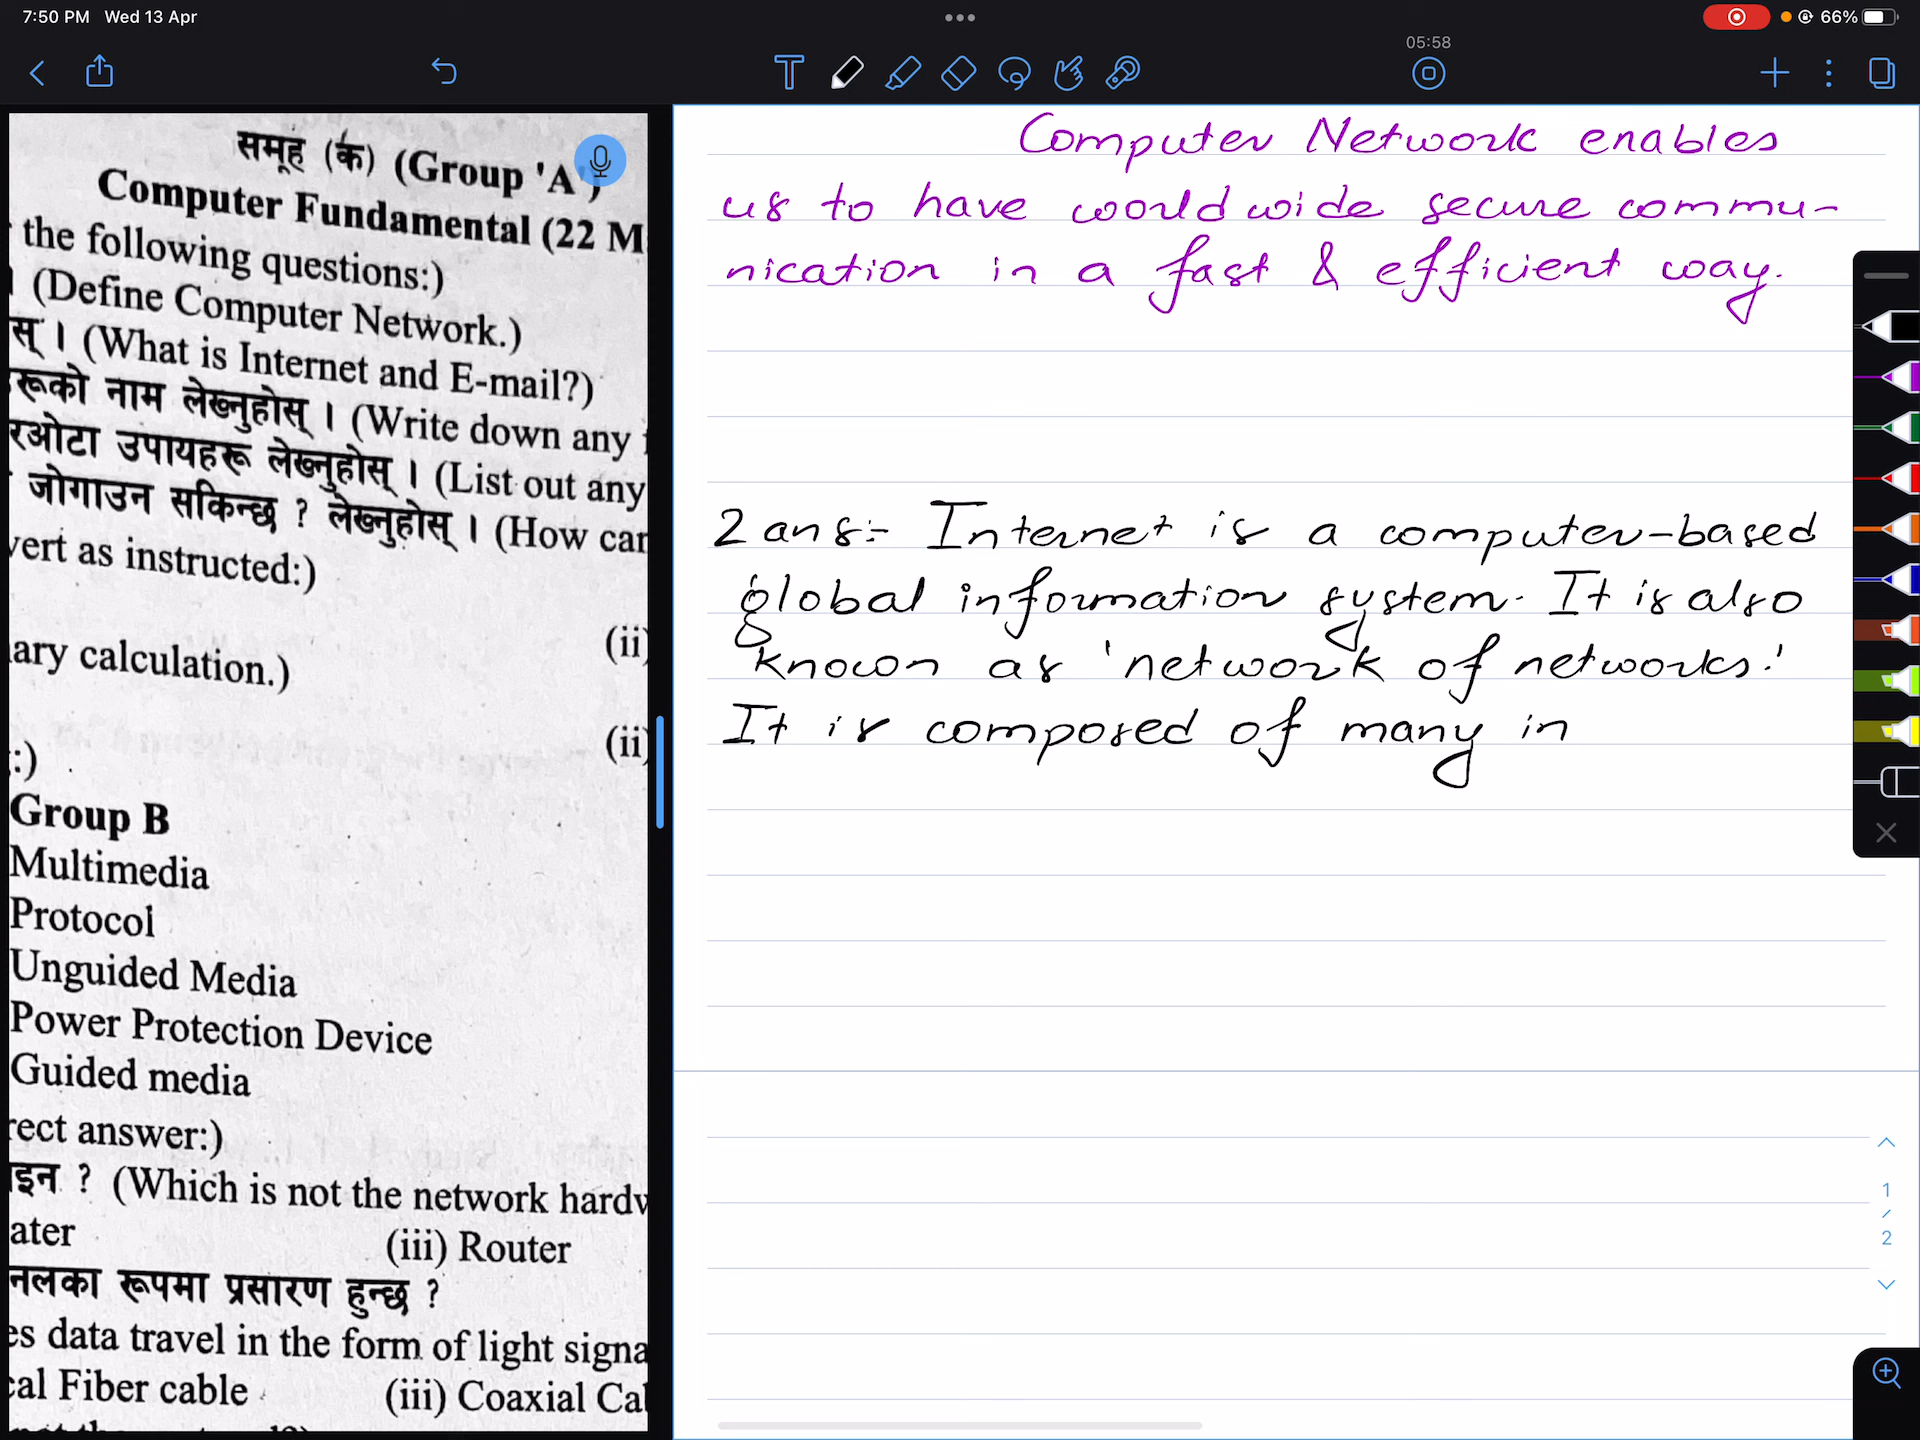 7:50 PM Wed 13 Apr
66%
05:58
समूह (क) (Group 'A')
Computer Fundamental (22 M
the following questions:)
(Define Computer Network.)
स् । (What is Internet and E-mail?)
रूको नाम लेख्नुहोस् । (Write down any
रओटा उपायहरू लेख्नुहोस् । (List out any
जोगाउन सकिन्छ ? लेख्नुहोस् । (How can
vert as instructed:)
(ii)
ary calculation.)
(ii)
:)
Group B
Multimedia
Protocol
Unguided Media
Power Protection Device
Guided media
rect answer:)
इन ? (Which is not the network hardw
ater (iii) Router
नलका रूपमा प्रसारण हुन्छ ?
es data travel in the form of light signa
cal Fiber cable (iii) Coaxial Cal
Computer Network enables
us to have worldwide secure commu-
nication in a fast & efficient way.
2 ans:- Internet is a computer-based
global information system. It is also
known as 'network of networks.'
It is composed of many in
1
2